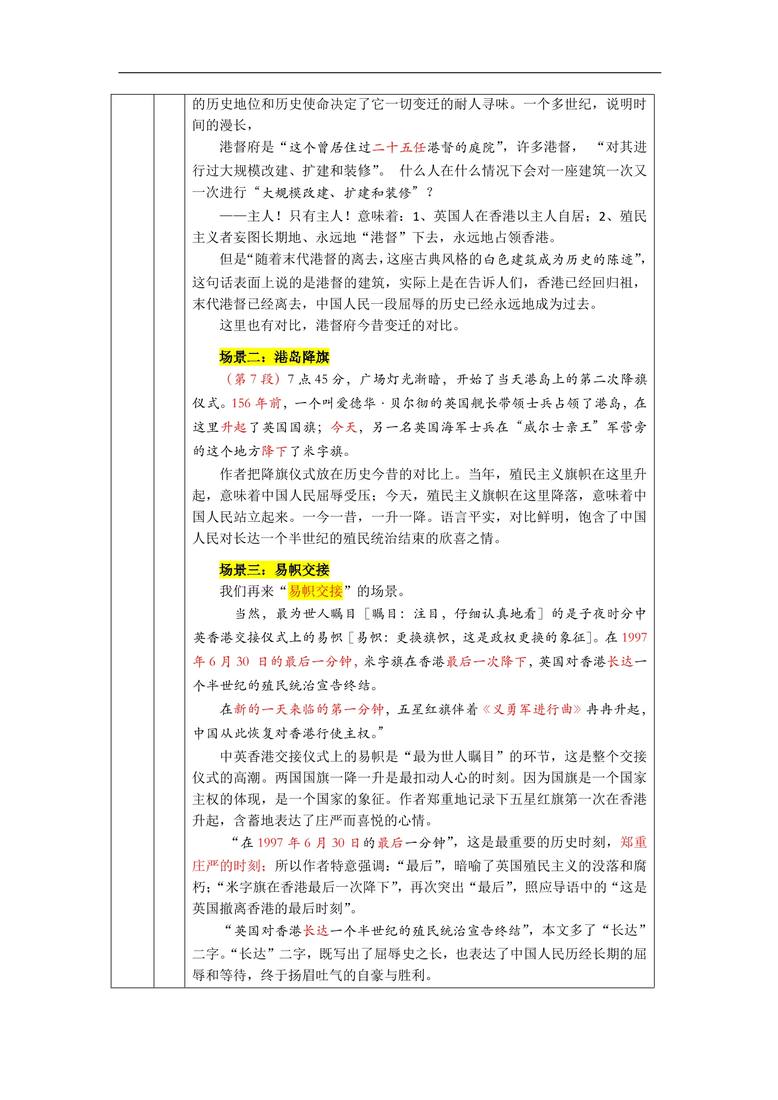 的历史地位和历史使命决定了它一切变迁的耐人寻味。一个多世纪，说明时
间的漫长，
港督府是“这个曾居住过二十五任港督的庭院”，许多港督， “对其进
行过大规模改建、扩建和装修”。 什么人在什么情况下会对一座建筑一次又
一次进行“大规模改建、扩建和装修”？
——主人！只有主人！意味着：1、英国人在香港以主人自居；2、殖民
主义者妄图长期地、永远地“港督”下去，永远地占领香港。
但是“随着末代港督的离去，这座古典风格的白色建筑成为历史的陈迹”，
这句话表面上说的是港督的建筑，实际上是在告诉人们，香港已经回归祖，
末代港督已经离去，中国人民一段屈辱的历史已经永远地成为过去。
这里也有对比，港督府今昔变迁的对比。
场景二：港岛降旗
（第 7 段）7 点 45 分，广场灯光渐暗，开始了当天港岛上的第二次降旗
仪式。156 年前，一个叫爱德华·贝尔彻的英国舰长带领士兵占领了港岛，在
这里升起了英国国旗；今天，另一名英国海军士兵在“威尔士亲王”军营旁
的这个地方降下了米字旗。
作者把降旗仪式放在历史今昔的对比上。当年，殖民主义旗帜在这里升
起，意味着中国人民屈辱受压；今天，殖民主义旗帜在这里降落，意味着中
国人民站立起来。一今一昔，一升一降。语言平实，对比鲜明，饱含了中国
人民对长达一个半世纪的殖民统治结束的欣喜之情。
场景三：易帜交接
我们再来“易帜交接”的场景。
当然，最为世人瞩目［瞩目：注目，仔细认真地看］的是子夜时分中
英香港交接仪式上的易帜［易帜：更换旗帜，这是政权更换的象征］。在 1997
年 6 月 30 日的最后一分钟，米字旗在香港最后一次降下，英国对香港长达一
个半世纪的殖民统治宣告终结。
在新的一天来临的第一分钟，五星红旗伴着《义勇军进行曲》冉冉升起，
中国从此恢复对香港行使主权。”
中英香港交接仪式上的易帜是“最为世人瞩目”的环节，这是整个交接
仪式的高潮。两国国旗一降一升是最扣动人心的时刻。因为国旗是一个国家
主权的体现，是一个国家的象征。作者郑重地记录下五星红旗第一次在香港
升起，含蓄地表达了庄严而喜悦的心情。
“在 1997 年 6 月 30 日的最后一分钟”，这是最重要的历史时刻，郑重
庄严的时刻；所以作者特意强调：“最后”，暗喻了英国殖民主义的没落和腐
朽；“米字旗在香港最后一次降下”，再次突出“最后”，照应导语中的“这是
英国撤离香港的最后时刻”。
“英国对香港长达一个半世纪的殖民统治宣告终结”，本文多了“长达”
二字。“长达”二字，既写出了屈辱史之长，也表达了中国人民历经长期的屈
辱和等待，终于扬眉吐气的自豪与胜利。